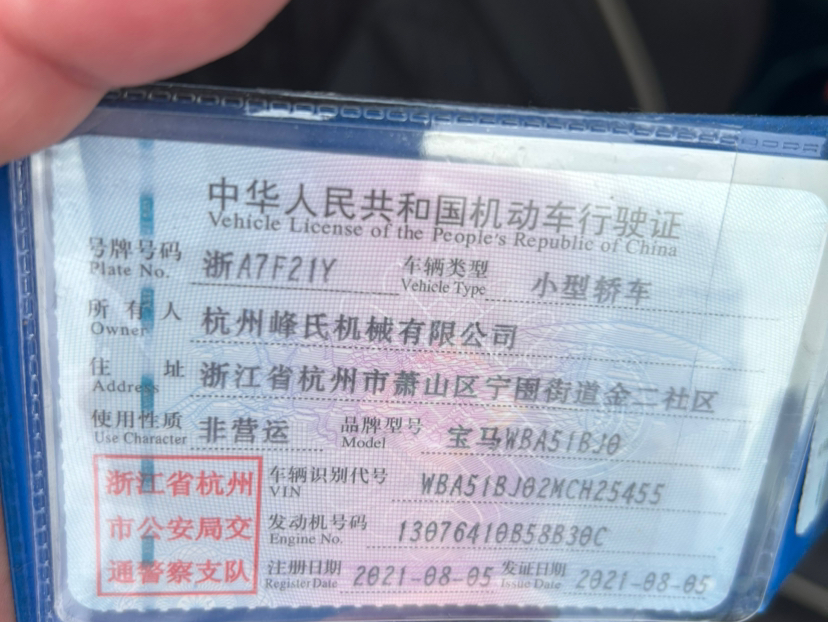 中华人民共和国机动车行驶证
Vehicle License of the People's Republic of China
号牌号码 浙A7F21Y 车辆类型 小型轿车
Plate No. Vehicle Type
所有人 杭州峰氏机械有限公司
Owner
住址 浙江省杭州市萧山区宁围街道金二社区
Address
使用性质 非营运 品牌型号 宝马WBA51BJ0
Use Character Model
浙江省杭州 车辆识别代号 WBA51BJ02MCH25455
VIN
市公安局交 发动机号码 13076410B58B30C
Engine No.
通警察支队 注册日期 2021-08-05 发证日期 2021-08-05
Register Date Issue Date